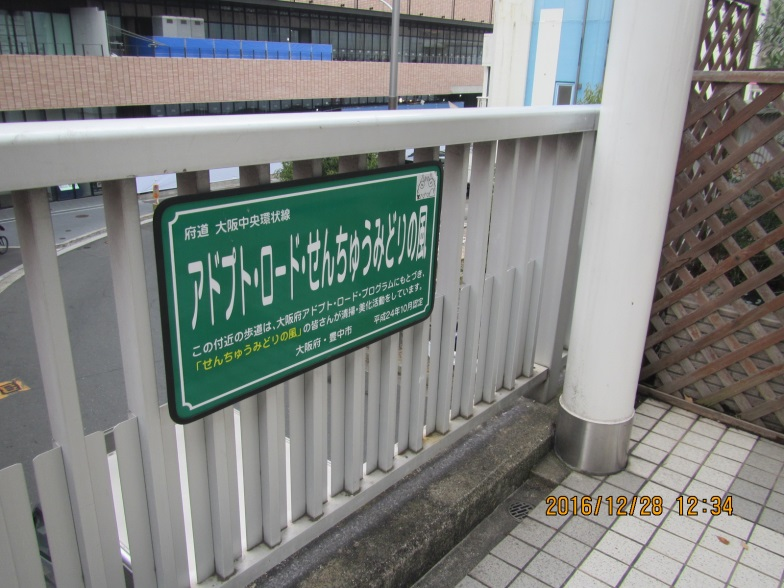 府道 大阪中央環状線
アドプト・ロード・せんちゅうみどりの風
この付近の歩道は、大阪府アドプト・ロード・プログラムにもとづき、
「せんちゅうみどりの風」の皆さんが清掃・美化活動をしています。
大阪府・豊中市 平成24年10月認定
2016/12/28 12:34